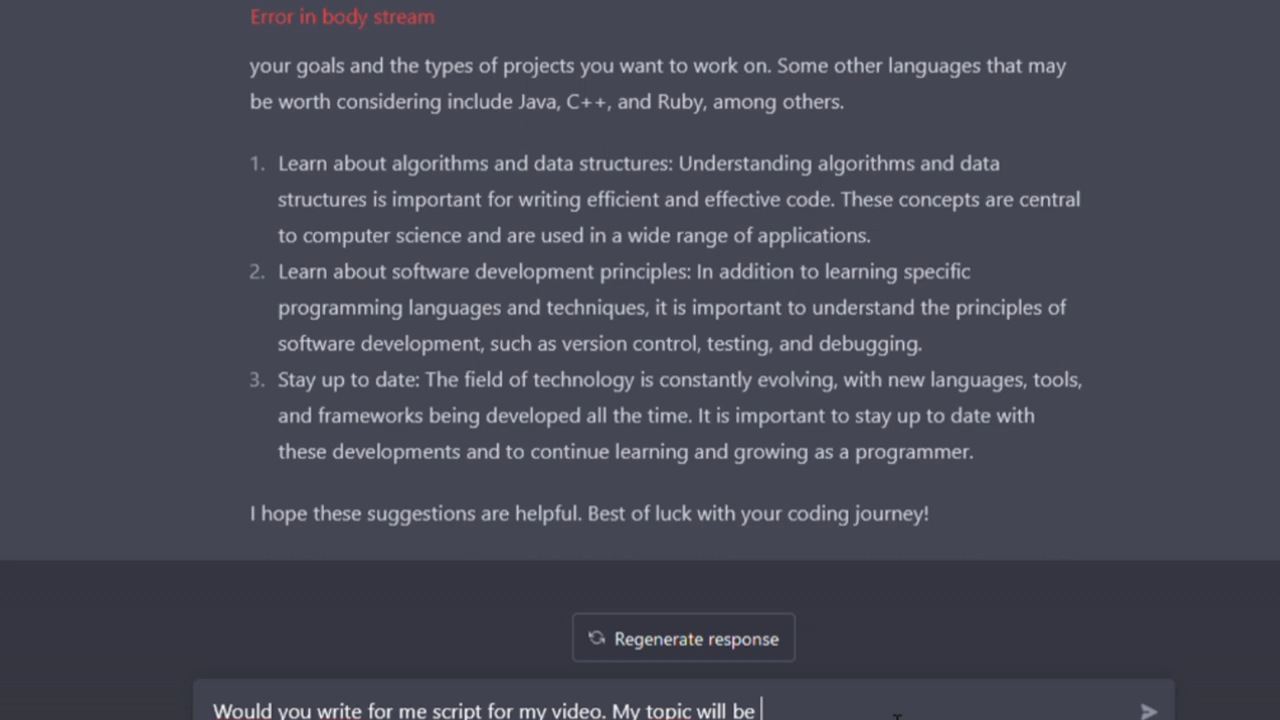 Error in body stream
your goals and the types of projects you want to work on. Some other languages that may
be worth considering include Java, C++, and Ruby, among others.
1. Learn about algorithms and data structures: Understanding algorithms and data
structures is important for writing efficient and effective code. These concepts are central
to computer science and are used in a wide range of applications.
2. Learn about software development principles: In addition to learning specific
programming languages and techniques, it is important to understand the principles of
software development, such as version control, testing, and debugging.
3. Stay up to date: The field of technology is constantly evolving, with new languages, tools,
and frameworks being developed all the time. It is important to stay up to date with
these developments and to continue learning and growing as a programmer.
I hope these suggestions are helpful. Best of luck with your coding journey!
Regenerate response
Would you write for me script for my video. My topic will be